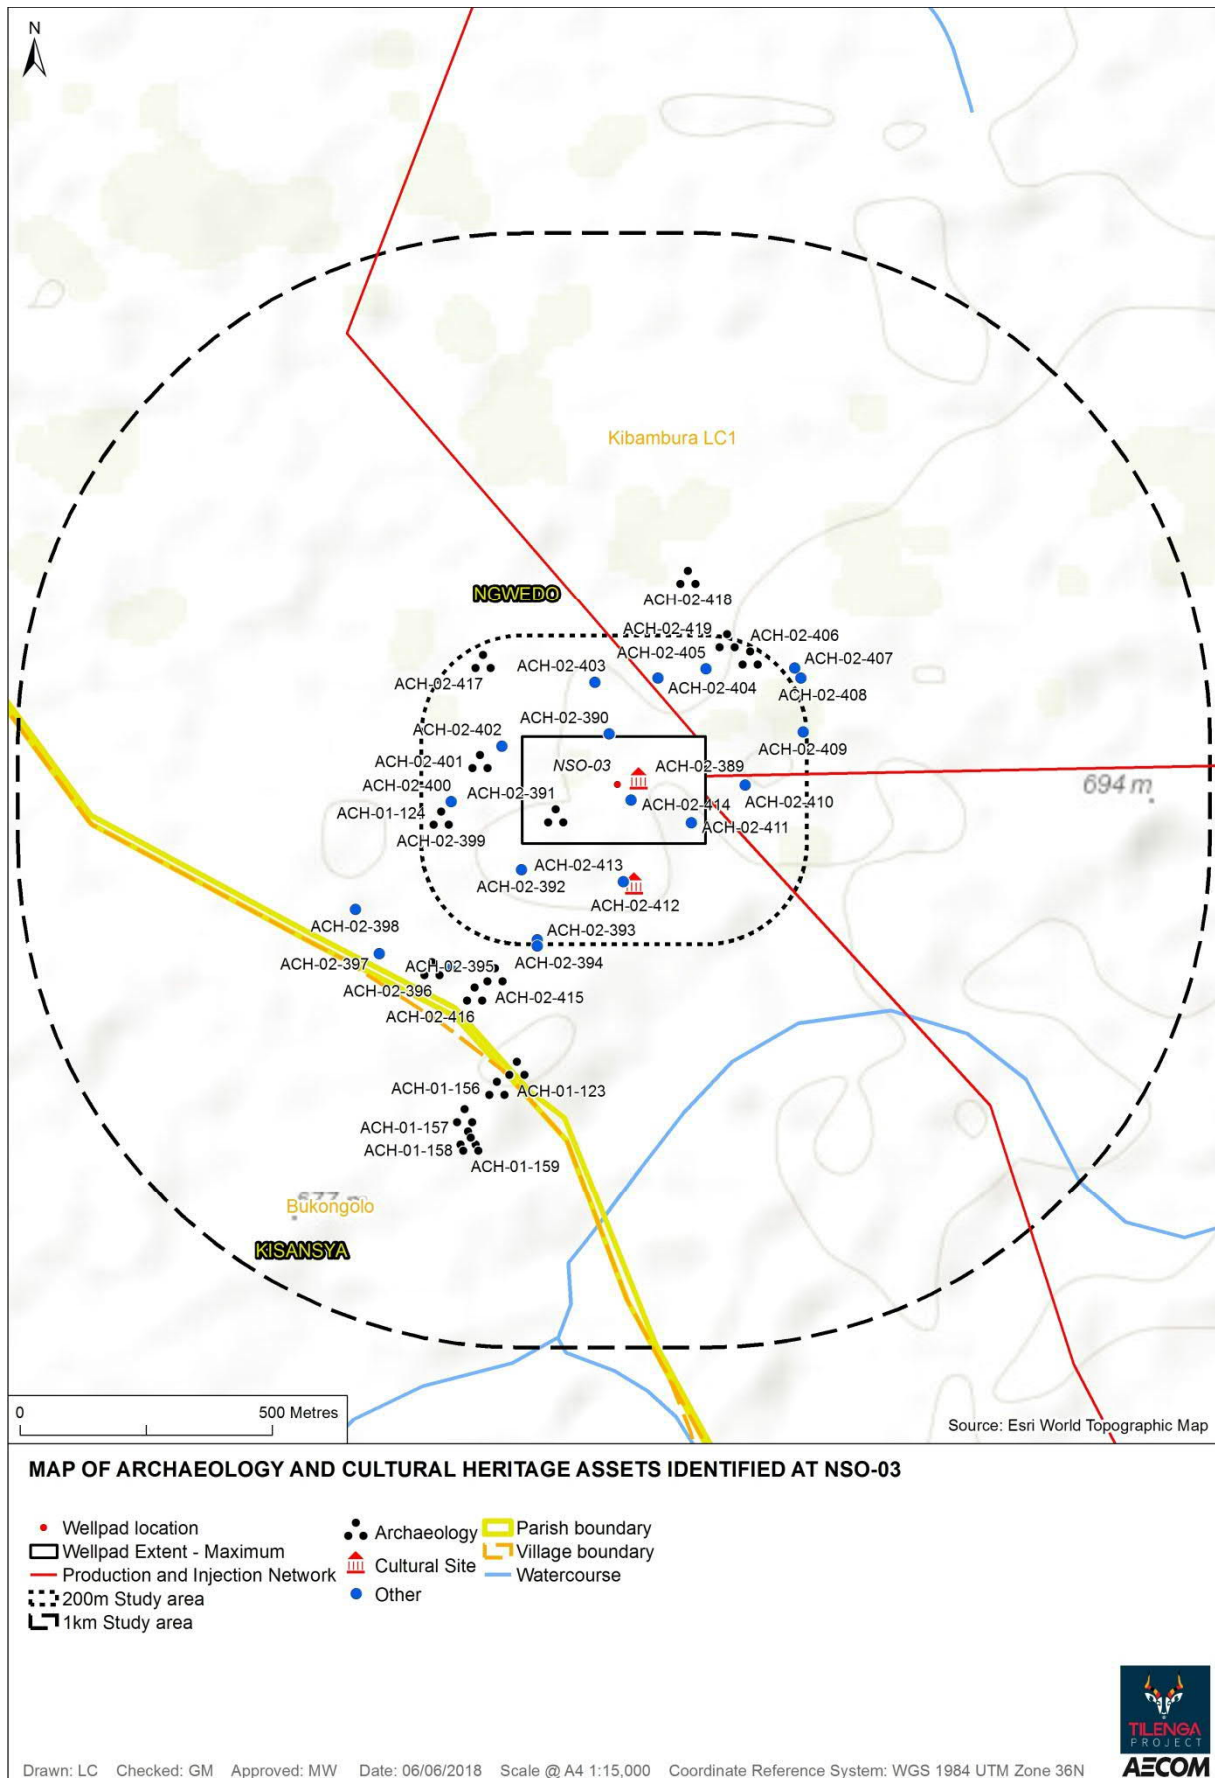 N
Kibambura LC1
NGWEDO
ACH-02-418
ACH-02-419
ACH-02-406
ACH-02-405
ACH-02-407
ACH-02-403
ACH-02-404
ACH-02-408
ACH-02-417
ACH-02-390
ACH-02-402
ACH-02-409
ACH-02-401
NSO-03
ACH-02-389
ACH-02-400
ACH-02-391
694 m
ACH-01-124
ACH-02-414
ACH-02-410
ACH-02-399
ACH-02-411
ACH-02-413
ACH-02-392
ACH-02-412
ACH-02-398
ACH-02-393
ACH-02-397
ACH-02-395
ACH-02-394
ACH-02-396
ACH-02-415
ACH-02-416
ACH-01-156
ACH-01-123
ACH-01-157
ACH-01-158
ACH-01-159
Bukongolo
KISANSYA
0 500 Metres
Source: Esri World Topographic Map
MAP OF ARCHAEOLOGY AND CULTURAL HERITAGE ASSETS IDENTIFIED AT NSO-03
Wellpad location
Wellpad Extent - Maximum
Production and Injection Network
200m Study area
1km Study area
Archaeology
Cultural Site
Other
Parish boundary
Village boundary
Watercourse
TILENGA
PROJECT
AECOM
Drawn: LC Checked: GM Approved: MW Date: 06/06/2018 Scale @ A4 1:15,000 Coordinate Reference System: WGS 1984 UTM Zone 36N